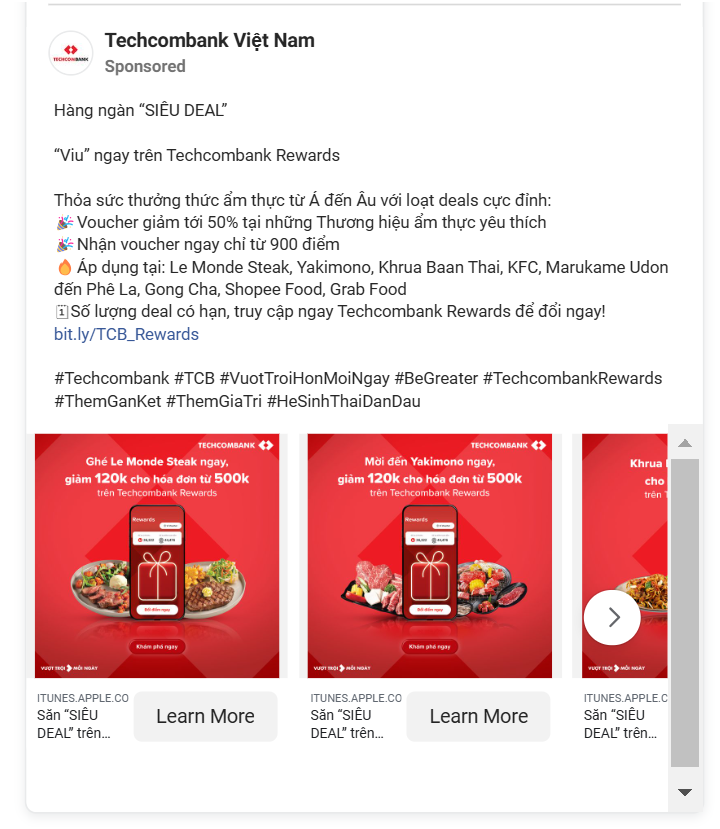 Techcombank Việt Nam
TECHCOMBANK
Sponsored
Hàng ngàn “SIÊU DEAL”
“Viu” ngay trên Techcombank Rewards
Thỏa sức thưởng thức ẩm thực từ Á đến Âu với loạt deals cực đỉnh:
🎉 Voucher giảm tới 50% tại những Thương hiệu ẩm thực yêu thích
🎉 Nhận voucher ngay chỉ từ 900 điểm
🔥 Áp dụng tại: Le Monde Steak, Yakimono, Khrua Baan Thai, KFC, Marukame Udon
đến Phê La, Gong Cha, Shopee Food, Grab Food
🗓Số lượng deal có hạn, truy cập ngay Techcombank Rewards để đổi ngay!
bit.ly/TCB_Rewards
#Techcombank #TCB #VuotTroiHonMoiNgay #BeGreater #TechcombankRewards
#ThemGanKet #ThemGiaTri #HeSinhThaiDanDau
TECHCOMBANK
Ghé Le Monde Steak ngay,
giảm 120k cho hóa đơn từ 500k
trên Techcombank Rewards
Rewards
Đổi điểm ngay
Khám phá ngay
VƯỢT TRỘI MỖI NGÀY
ITUNES.APPLE.CO
Săn “SIÊU
DEAL” trên...
Learn More
TECHCOMBANK
Mời đến Yakimono ngay,
giảm 120k cho hóa đơn từ 500k
trên Techcombank Rewards
Rewards
Đổi điểm ngay
Khám phá ngay
VƯỢT TRỘI MỖI NGÀY
ITUNES.APPLE.CO
Săn “SIÊU
DEAL” trên...
Learn More
Khrua
cho
trên T
VƯỢT TRỘI MỖI NGÀY
ITUNES.APPLE.C
Săn “SIÊU
DEAL” trên...